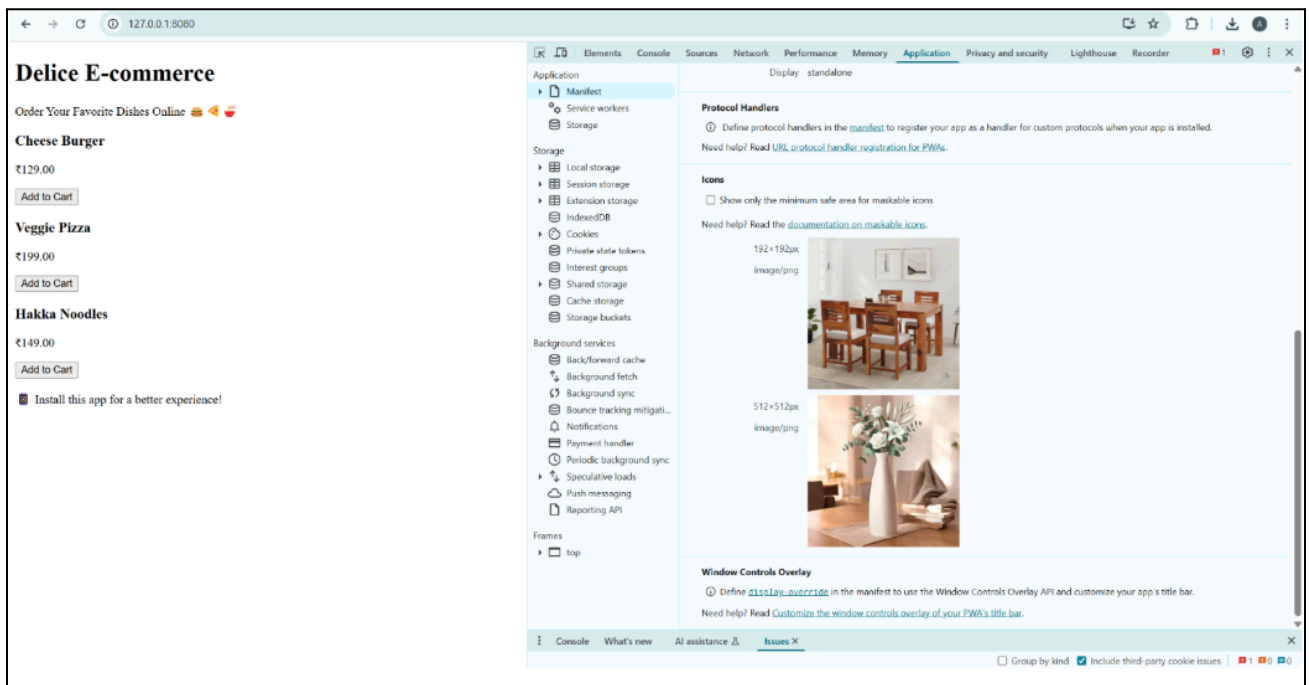 127.0.0.1:8080
A
Delice E-commerce
Order Your Favorite Dishes Online 🍔 🍕 🍜
Cheese Burger
₹129.00
Add to Cart
Veggie Pizza
₹199.00
Add to Cart
Hakka Noodles
₹149.00
Add to Cart
Install this app for a better experience!
Elements Console Sources Network Performance Memory Application Privacy and security Lighthouse Recorder 1
Application
Manifest
Service workers
Storage
Storage
Local storage
Session storage
Extension storage
IndexedDB
Cookies
Private state tokens
Interest groups
Shared storage
Cache storage
Storage buckets
Background services
Back/forward cache
Background fetch
Background sync
Bounce tracking mitigati...
Notifications
Payment handler
Periodic background sync
Speculative loads
Push messaging
Reporting API
Frames
top
Display standalone
Protocol Handlers
Define protocol handlers in the manifest to register your app as a handler for custom protocols when your app is installed.
Need help? Read URL protocol handler registration for PWAs.
Icons
Show only the minimum safe area for maskable icons
Need help? Read the documentation on maskable icons.
192×192px
image/png
512×512px
image/png
Window Controls Overlay
Define display-override in the manifest to use the Window Controls Overlay API and customize your app's title bar.
Need help? Read Customize the window controls overlay of your PWA's title bar.
Console What's new AI assistance Issues ×
Group by kind Include third-party cookie issues 1 0 0